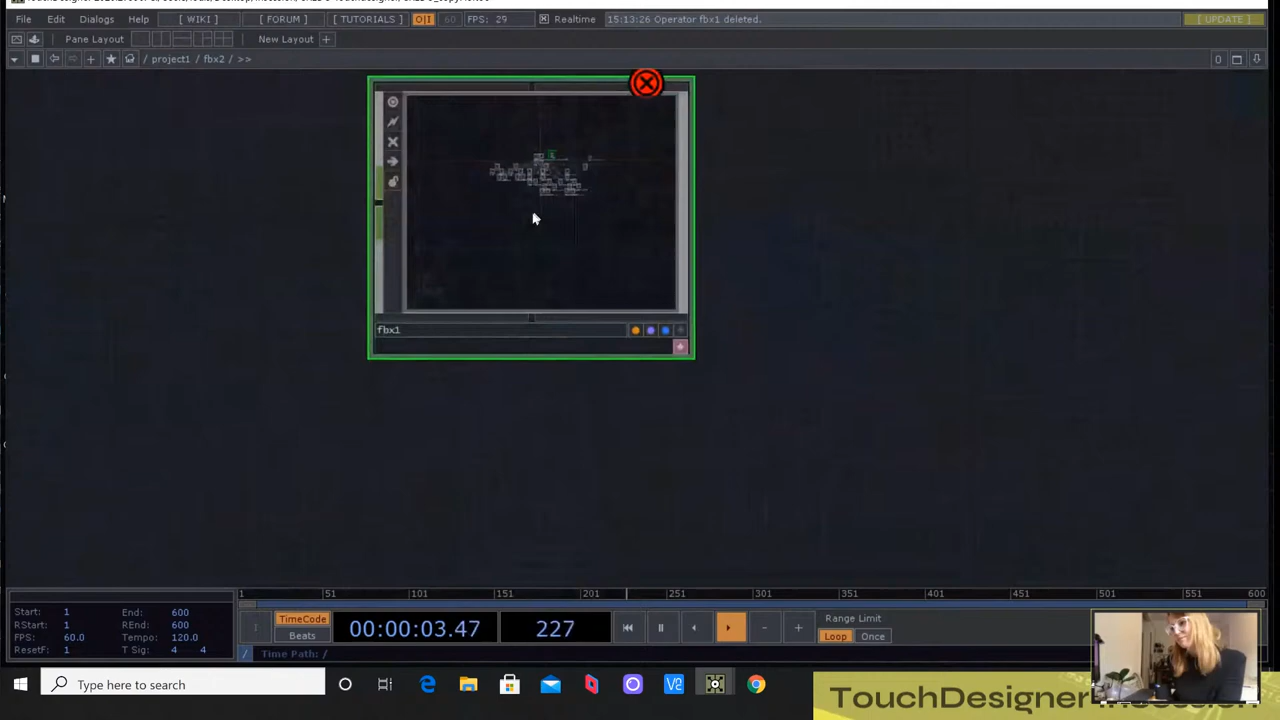 File Edit Dialogs Help [ WIKI ] [ FORUM ] [ TUTORIALS ] O|I 60 FPS: 29 Realtime 15:13:26 Operator fbx1 deleted. [ UPDATE ]
Pane Layout New Layout +
/ project1 / fbx2 / >> 0
fbx1
1 51 101 151 201 251 301 351 401 451 501 551 600
Start: 1 End: 600
RStart: 1 REnd: 600
FPS: 60.0 Tempo: 120.0
ResetF: 1 T Sig: 4 4
TimeCode
Beats
00:00:03.47 227
Range Limit
Loop Once
/ Time Path: /
Type here to search
V2